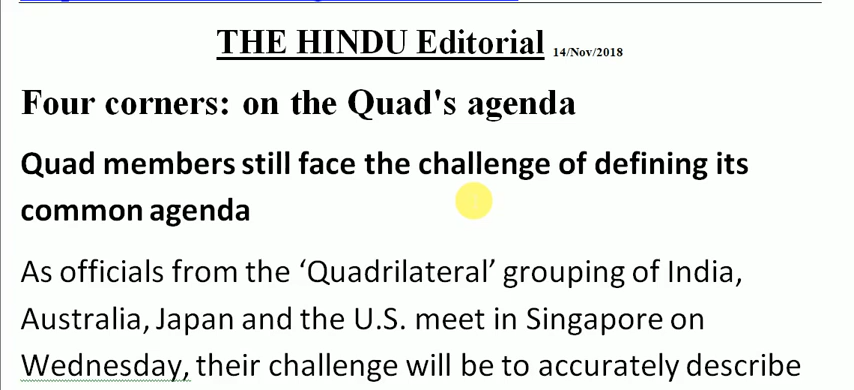 THE HINDU Editorial 14/Nov/2018
Four corners: on the Quad's agenda
Quad members still face the challenge of defining its
common agenda
As officials from the ‘Quadrilateral’ grouping of India,
Australia, Japan and the U.S. meet in Singapore on
Wednesday, their challenge will be to accurately describe